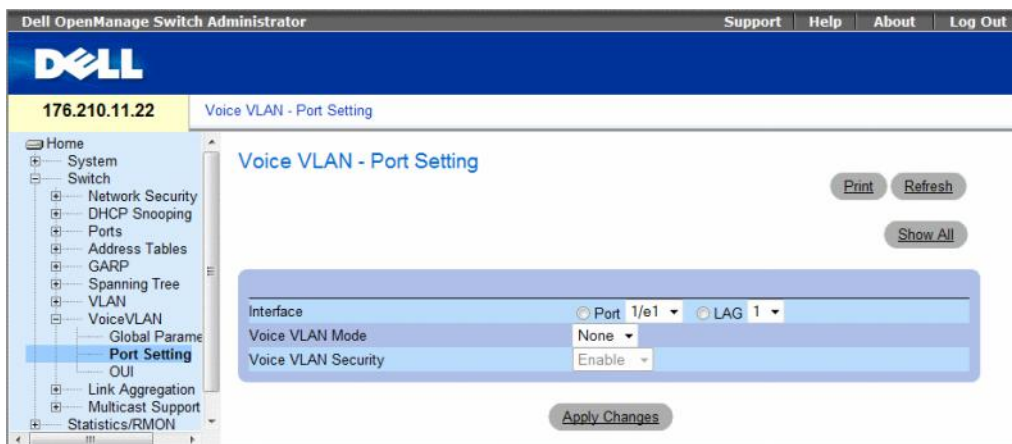 Dell OpenManage Switch Administrator
Support Help About Log Out
DELL
176.210.11.22 Voice VLAN - Port Setting
Home
System
Switch
Network Security
DHCP Snooping
Ports
Address Tables
GARP
Spanning Tree
VLAN
VoiceVLAN
Global Parame
Port Setting
OUI
Link Aggregation
Multicast Support
Statistics/RMON
Voice VLAN - Port Setting
Print Refresh
Show All
Interface Port 1/e1 LAG 1
Voice VLAN Mode None
Voice VLAN Security Enable
Apply Changes